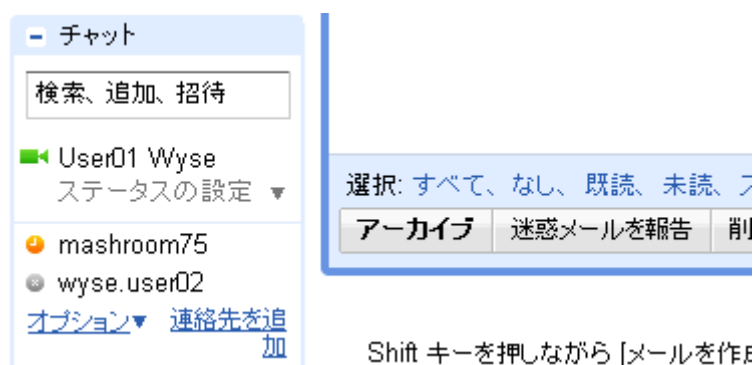 チャット
検索、追加、招待
User01 Wyse
ステータスの設定 ▼
mashroom75
wyse.user02
オプション▼ 連絡先を追
加
選択: すべて、 なし、 既読、 未読、
アーカイブ 迷惑メールを報告
Shift キーを押しながら [メールを作成